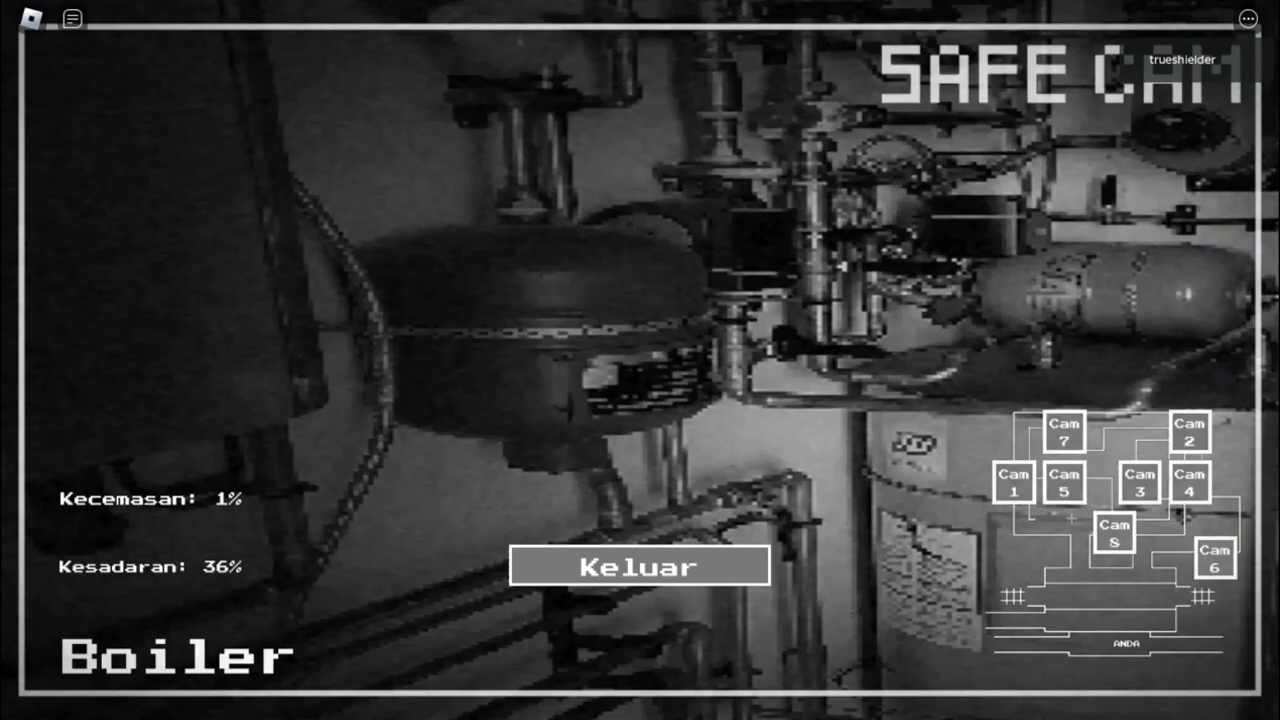 SAFE CAM
trueshielder
Cam
7
Cam
2
Cam
1
Cam
5
Cam
3
Cam
4
Cam
8
Cam
6
ANDA
Kecemasan: 1%
Kesadaran: 36%
Keluar
Boiler